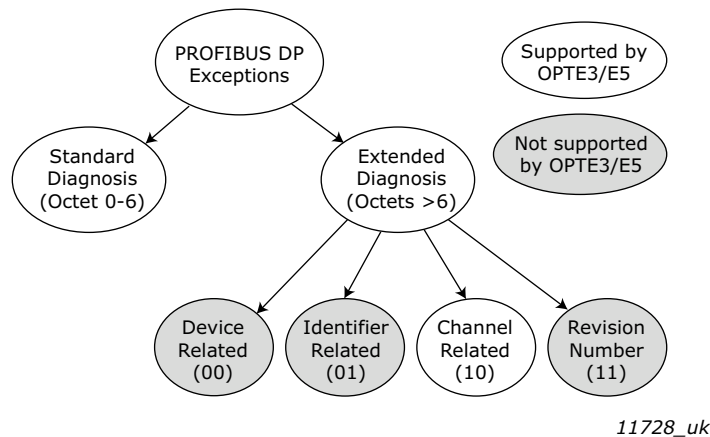 PROFIBUS DP
Exceptions
Supported by
OPTE3/E5
Not supported
by OPTE3/E5
Standard
Diagnosis
(Octet 0-6)
Extended
Diagnosis
(Octets >6)
Device
Related
(00)
Identifier
Related
(01)
Channel
Related
(10)
Revision
Number
(11)
11728_uk